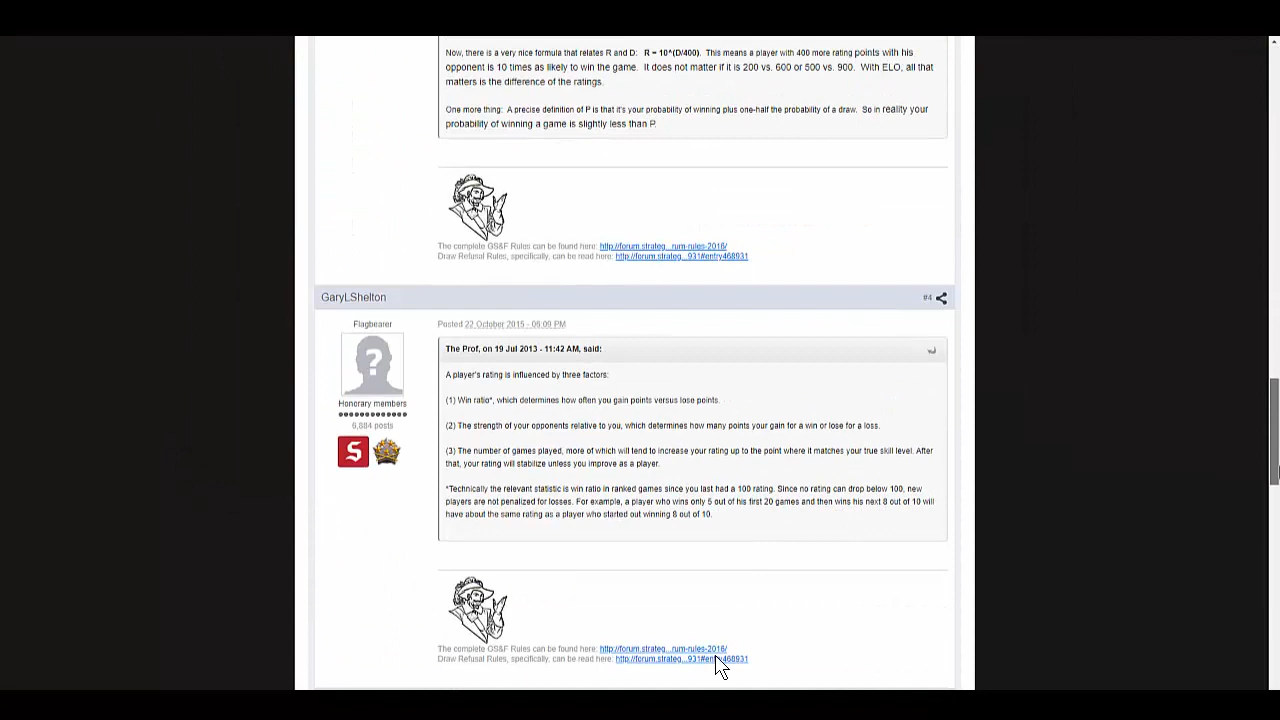 Now, there is a very nice formula that relates R and D: R = 10^(D/400). This means a player with 400 more rating points with his
opponent is 10 times as likely to win the game. It does not matter if it is 200 vs. 600 or 500 vs. 900. With ELO, all that
matters is the difference of the ratings.
One more thing: A precise definition of P is that it's your probability of winning plus one-half the probability of a draw. So in reality your
probability of winning a game is slightly less than P.
The complete GS&F Rules can be found here: http://forum.strateg...rum-rules-2016/
Draw Refusal Rules, specifically, can be read here: http://forum.strateg...931#entry468931
GaryLShelton
#4
Flagbearer
Posted 22 October 2015 - 06:09 PM
The Prof, on 19 Jul 2013 - 11:42 AM, said:
A player's rating is influenced by three factors:
(1) Win ratio*, which determines how often you gain points versus lose points.
Honorary members
6,884 posts
(2) The strength of your opponents relative to you, which determines how many points your gain for a win or lose for a loss.
(3) The number of games played, more of which will tend to increase your rating up to the point where it matches your true skill level. After
that, your rating will stabilize unless you improve as a player.
*Technically the relevant statistic is win ratio in ranked games since you last had a 100 rating. Since no rating can drop below 100, new
players are not penalized for losses. For example, a player who wins only 5 out of his first 20 games and then wins his next 8 out of 10 will
have about the same rating as a player who started out winning 8 out of 10.
The complete GS&F Rules can be found here: http://forum.strateg...rum-rules-2016/
Draw Refusal Rules, specifically, can be read here: http://forum.strateg...931#entry468931